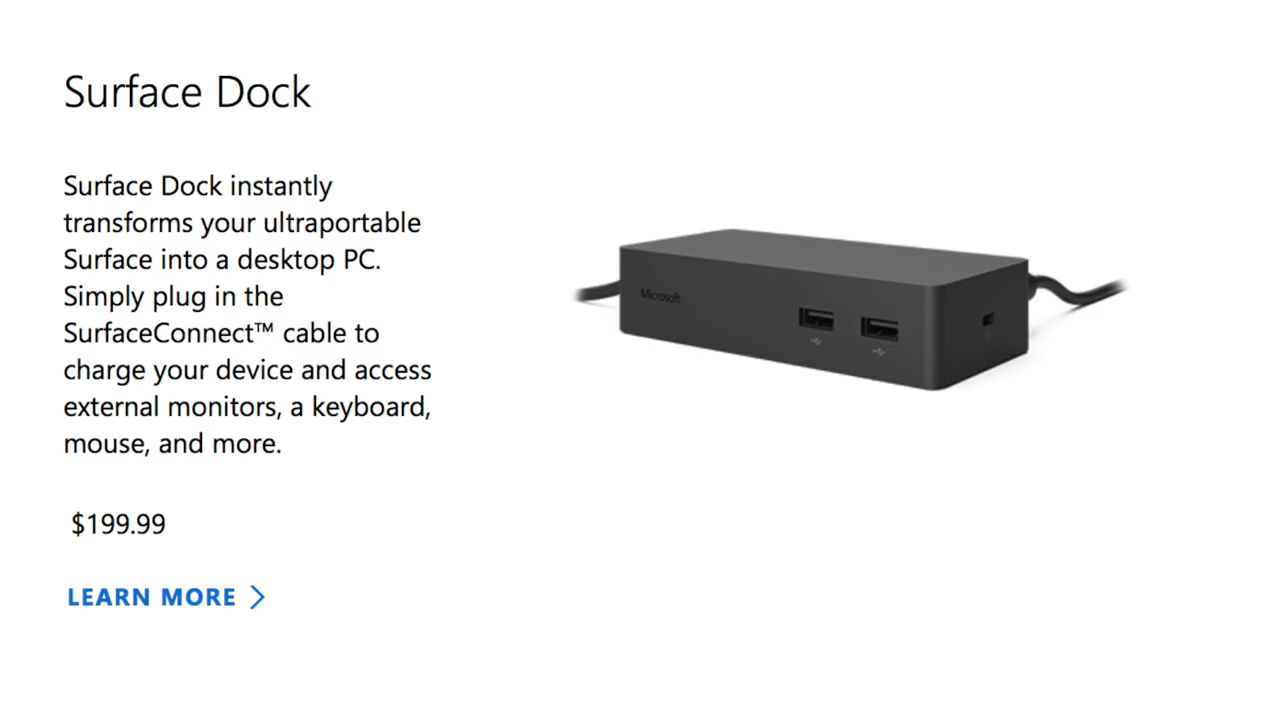 Surface Dock
Surface Dock instantly
transforms your ultraportable
Surface into a desktop PC.
Simply plug in the
SurfaceConnect™ cable to
charge your device and access
external monitors, a keyboard,
mouse, and more.
$199.99
LEARN MORE
Microsoft